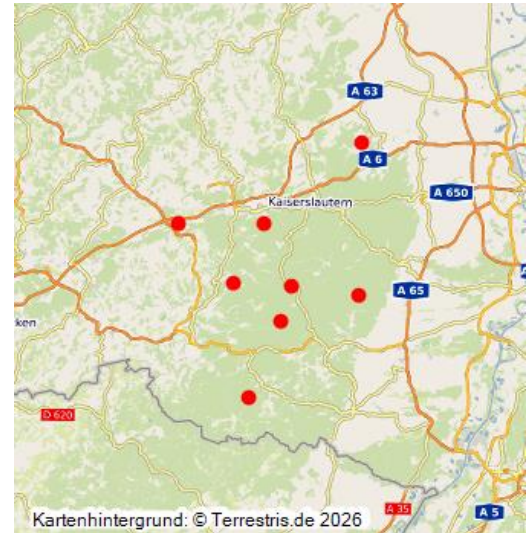 A 63
A 6
Kaiserslautern
A 650
A 65
ken
D 620
A 35
A 5
Kartenhintergrund: © Terrestris.de 2026